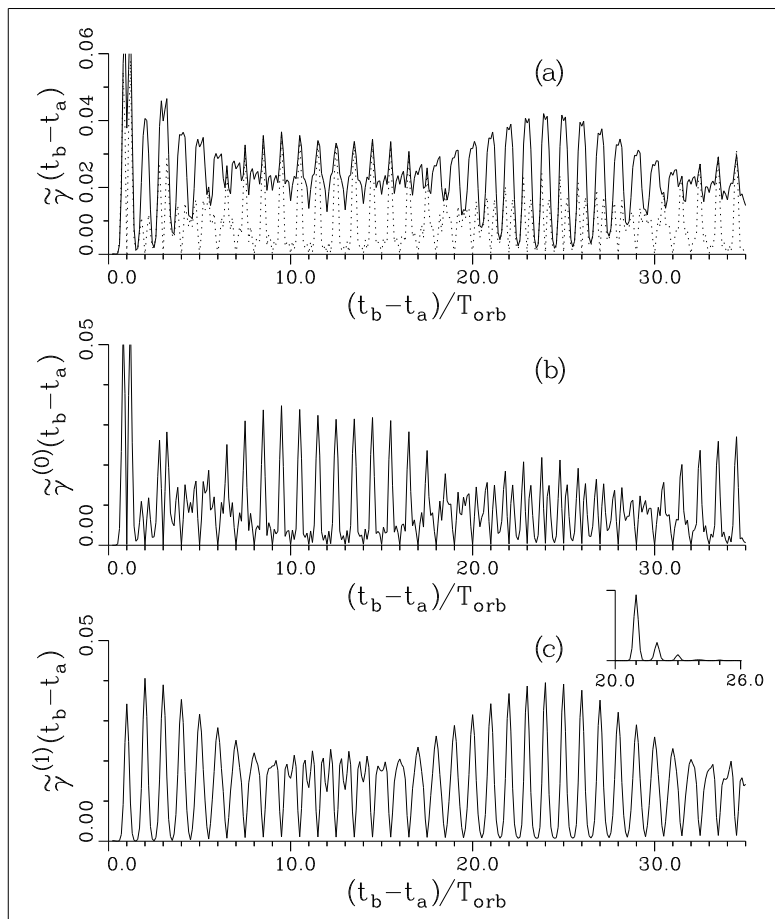 (a)
0.06
0.04
0.02
0.00
γ̃(t_b−t_a)
0.0 10.0 20.0 30.0
(t_b−t_a)/T_orb
(b)
0.05
0.00
γ̃^(0)(t_b−t_a)
0.0 10.0 20.0 30.0
(t_b−t_a)/T_orb
(c)
20.0 26.0
0.05
0.00
γ̃^(1)(t_b−t_a)
0.0 10.0 20.0 30.0
(t_b−t_a)/T_orb